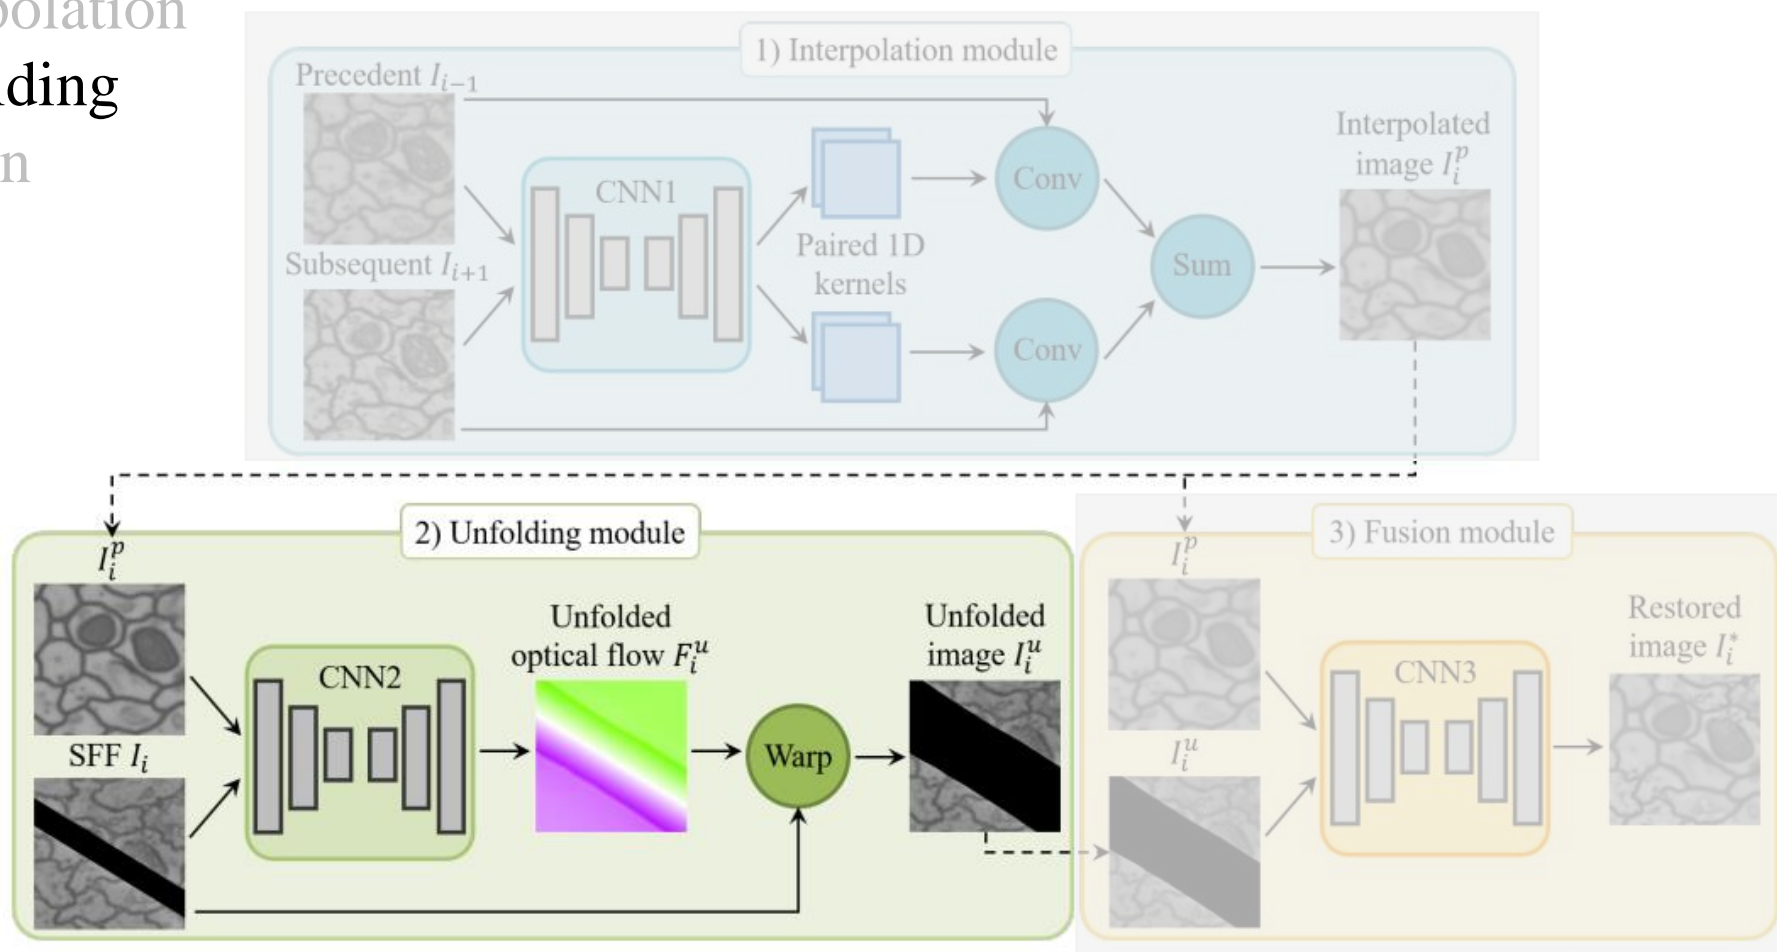 polation
lding
n
1) Interpolation module
Precedent I_{i-1}
Subsequent I_{i+1}
CNN1
Paired 1D
kernels
Conv
Conv
Sum
Interpolated
image I_i^p
2) Unfolding module
I_i^p
SFF I_i
CNN2
Unfolded
optical flow F_i^u
Warp
Unfolded
image I_i^u
3) Fusion module
I_i^p
I_i^u
CNN3
Restored
image I_i^*